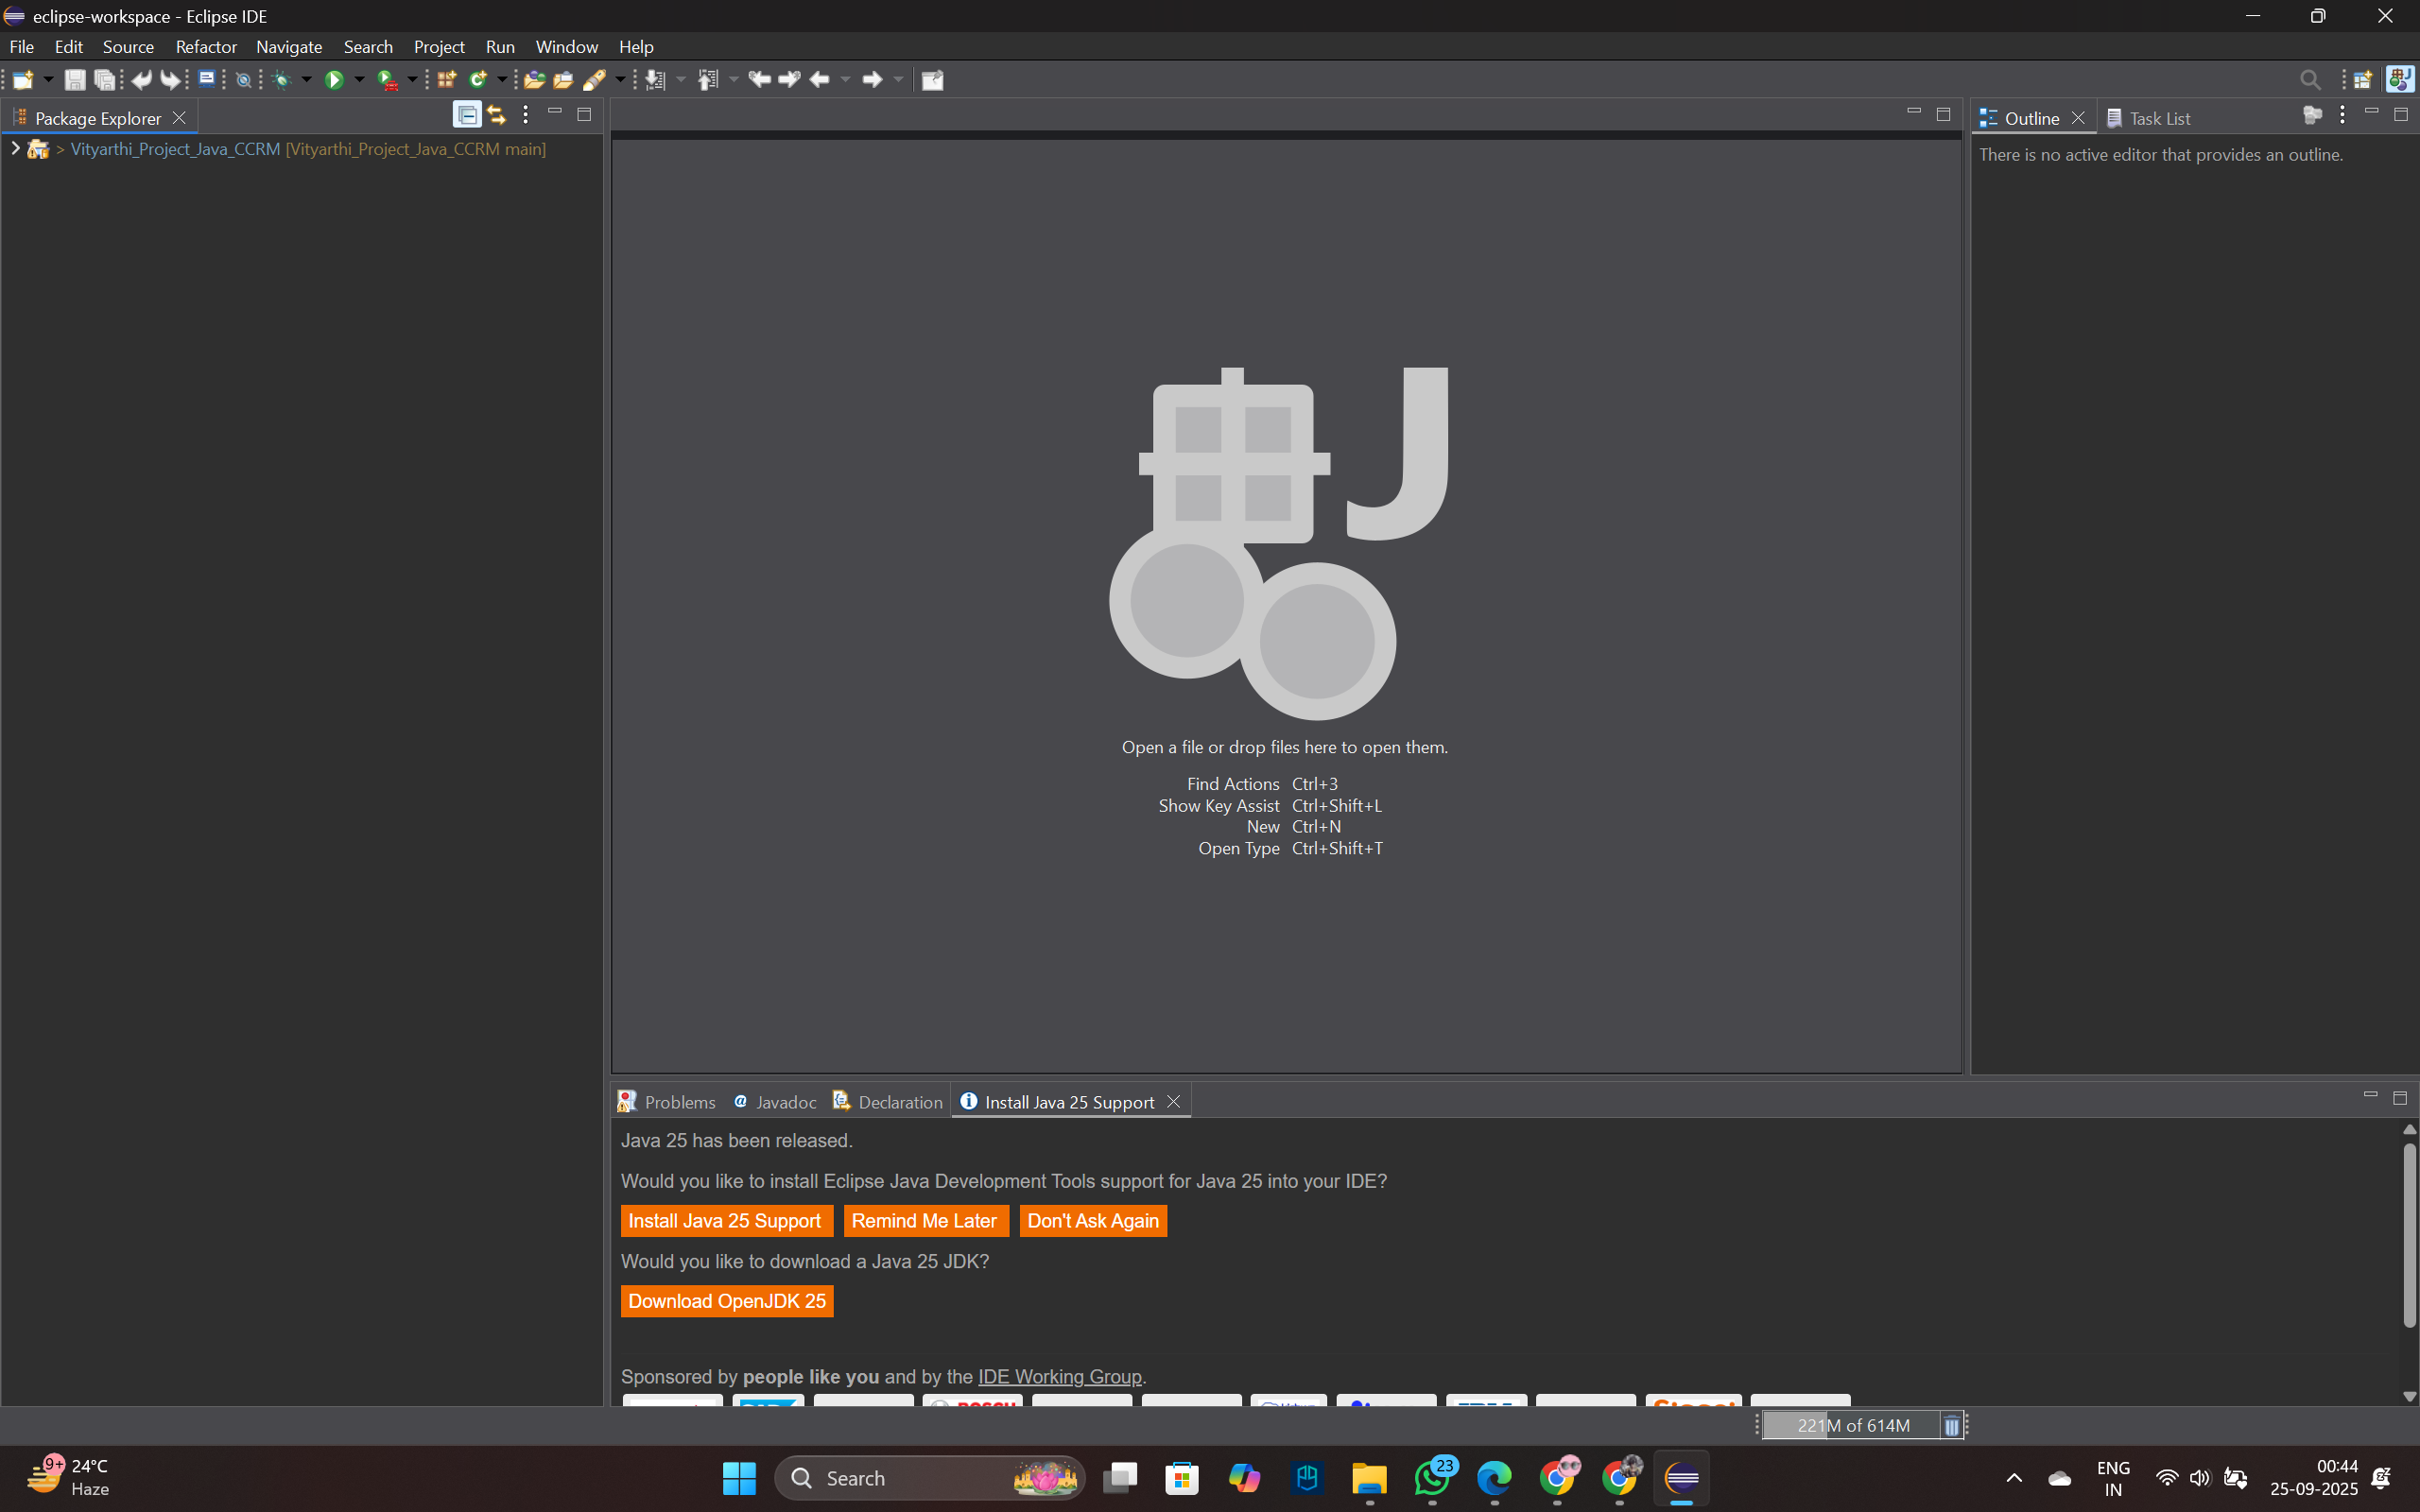 eclipse-workspace - Eclipse IDE
File Edit Source Refactor Navigate Search Project Run Window Help
Package Explorer
> Vityarthi_Project_Java_CCRM [Vityarthi_Project_Java_CCRM main]
Outline Task List
There is no active editor that provides an outline.
J
Open a file or drop files here to open them.
Find Actions Ctrl+3
Show Key Assist Ctrl+Shift+L
New Ctrl+N
Open Type Ctrl+Shift+T
Problems @ Javadoc Declaration Install Java 25 Support
Java 25 has been released.
Would you like to install Eclipse Java Development Tools support for Java 25 into your IDE?
Install Java 25 Support Remind Me Later Don't Ask Again
Would you like to download a Java 25 JDK?
Download OpenJDK 25
Sponsored by people like you and by the IDE Working Group.
221M of 614M
9+ 24°C
Haze
Search
23
ENG
IN
00:44
25-09-2025